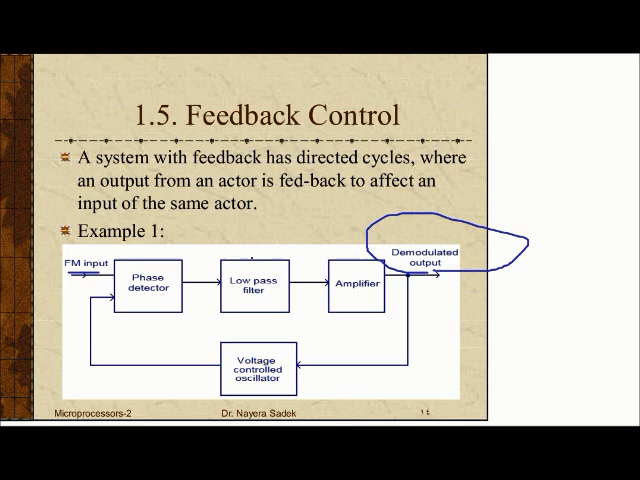 1.5. Feedback Control
A system with feedback has directed cycles, where
an output from an actor is fed-back to affect an
input of the same actor.
Example 1:
FM input
Phase
detector
Low pass
filter
Amplifier
Demodulated
output
Voltage
controlled
oscillator
Microprocessors-2
Dr. Nayera Sadek
١٤